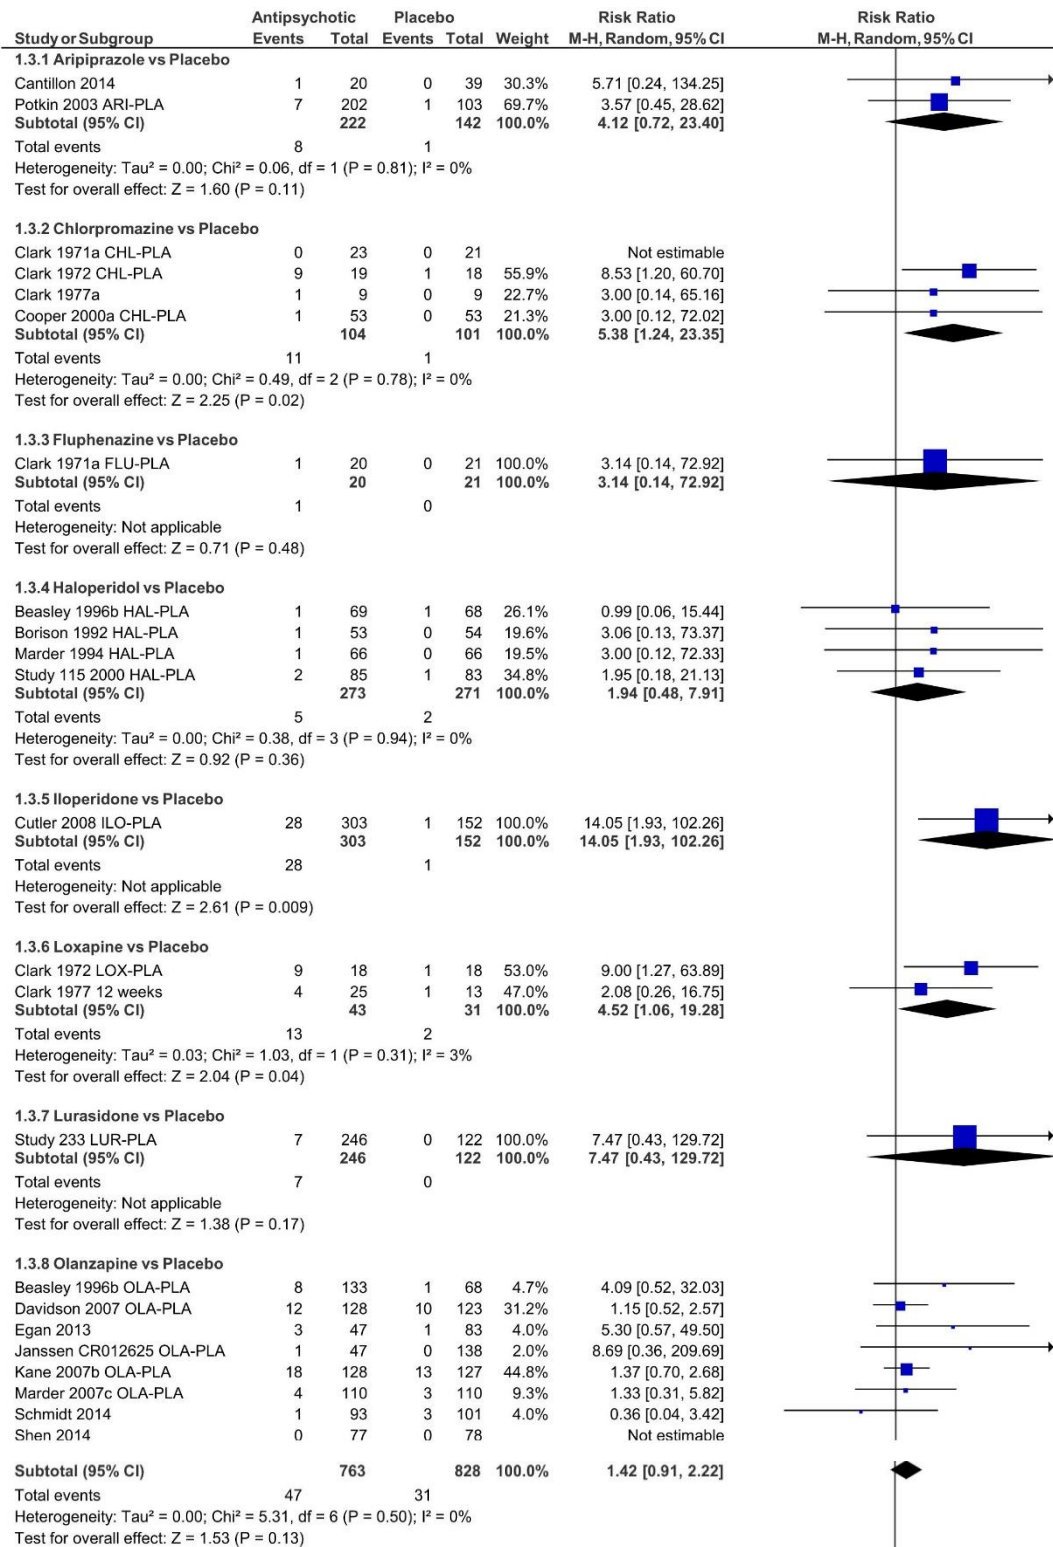 Antipsychotic Placebo Risk Ratio Risk Ratio
Study or Subgroup Events Total Events Total Weight M-H, Random, 95% CI M-H, Random, 95% CI
1.3.1 Aripiprazole vs Placebo
Cantillon 2014 1 20 0 39 30.3% 5.71 [0.24, 134.25]
Potkin 2003 ARI-PLA 7 202 1 103 69.7% 3.57 [0.45, 28.62]
Subtotal (95% CI) 222 142 100.0% 4.12 [0.72, 23.40]
Total events 8 1
Heterogeneity: Tau² = 0.00; Chi² = 0.06, df = 1 (P = 0.81); I² = 0%
Test for overall effect: Z = 1.60 (P = 0.11)
1.3.2 Chlorpromazine vs Placebo
Clark 1971a CHL-PLA 0 23 0 21 Not estimable
Clark 1972 CHL-PLA 9 19 1 18 55.9% 8.53 [1.20, 60.70]
Clark 1977a 1 9 0 9 22.7% 3.00 [0.14, 65.16]
Cooper 2000a CHL-PLA 1 53 0 53 21.3% 3.00 [0.12, 72.02]
Subtotal (95% CI) 104 101 100.0% 5.38 [1.24, 23.35]
Total events 11 1
Heterogeneity: Tau² = 0.00; Chi² = 0.49, df = 2 (P = 0.78); I² = 0%
Test for overall effect: Z = 2.25 (P = 0.02)
1.3.3 Fluphenazine vs Placebo
Clark 1971a FLU-PLA 1 20 0 21 100.0% 3.14 [0.14, 72.92]
Subtotal (95% CI) 20 21 100.0% 3.14 [0.14, 72.92]
Total events 1 0
Heterogeneity: Not applicable
Test for overall effect: Z = 0.71 (P = 0.48)
1.3.4 Haloperidol vs Placebo
Beasley 1996b HAL-PLA 1 69 1 68 26.1% 0.99 [0.06, 15.44]
Borison 1992 HAL-PLA 1 53 0 54 19.6% 3.06 [0.13, 73.37]
Marder 1994 HAL-PLA 1 66 0 66 19.5% 3.00 [0.12, 72.33]
Study 115 2000 HAL-PLA 2 85 1 83 34.8% 1.95 [0.18, 21.13]
Subtotal (95% CI) 273 271 100.0% 1.94 [0.48, 7.91]
Total events 5 2
Heterogeneity: Tau² = 0.00; Chi² = 0.38, df = 3 (P = 0.94); I² = 0%
Test for overall effect: Z = 0.92 (P = 0.36)
1.3.5 Iloperidone vs Placebo
Cutler 2008 ILO-PLA 28 303 1 152 100.0% 14.05 [1.93, 102.26]
Subtotal (95% CI) 303 152 100.0% 14.05 [1.93, 102.26]
Total events 28 1
Heterogeneity: Not applicable
Test for overall effect: Z = 2.61 (P = 0.009)
1.3.6 Loxapine vs Placebo
Clark 1972 LOX-PLA 9 18 1 18 53.0% 9.00 [1.27, 63.89]
Clark 1977 12 weeks 4 25 1 13 47.0% 2.08 [0.26, 16.75]
Subtotal (95% CI) 43 31 100.0% 4.52 [1.06, 19.28]
Total events 13 2
Heterogeneity: Tau² = 0.03; Chi² = 1.03, df = 1 (P = 0.31); I² = 3%
Test for overall effect: Z = 2.04 (P = 0.04)
1.3.7 Lurasidone vs Placebo
Study 233 LUR-PLA 7 246 0 122 100.0% 7.47 [0.43, 129.72]
Subtotal (95% CI) 246 122 100.0% 7.47 [0.43, 129.72]
Total events 7 0
Heterogeneity: Not applicable
Test for overall effect: Z = 1.38 (P = 0.17)
1.3.8 Olanzapine vs Placebo
Beasley 1996b OLA-PLA 8 133 1 68 4.7% 4.09 [0.52, 32.03]
Davidson 2007 OLA-PLA 12 128 10 123 31.2% 1.15 [0.52, 2.57]
Egan 2013 3 47 1 83 4.0% 5.30 [0.57, 49.50]
Janssen CR012625 OLA-PLA 1 47 0 138 2.0% 8.69 [0.36, 209.69]
Kane 2007b OLA-PLA 18 128 13 127 44.8% 1.37 [0.70, 2.68]
Marder 2007c OLA-PLA 4 110 3 110 9.3% 1.33 [0.31, 5.82]
Schmidt 2014 1 93 3 101 4.0% 0.36 [0.04, 3.42]
Shen 2014 0 77 0 78 Not estimable
Subtotal (95% CI) 763 828 100.0% 1.42 [0.91, 2.22]
Total events 47 31
Heterogeneity: Tau² = 0.00; Chi² = 5.31, df = 6 (P = 0.50); I² = 0%
Test for overall effect: Z = 1.53 (P = 0.13)